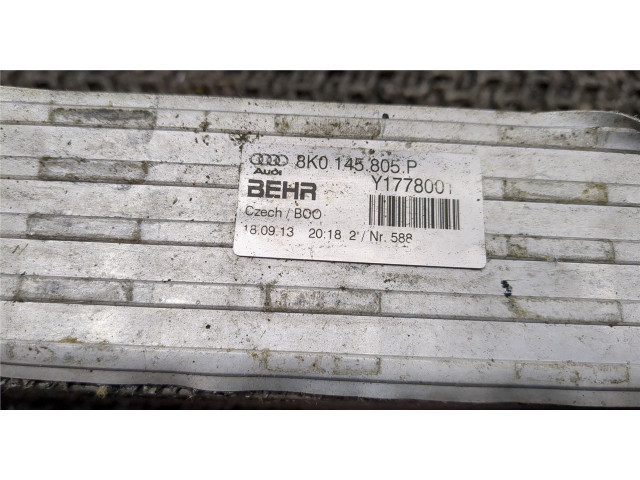 8K0 145 805 P
Audi
BEHR Y1778001
Czech / BOO
18.09.13 20:18 2 / Nr. 588